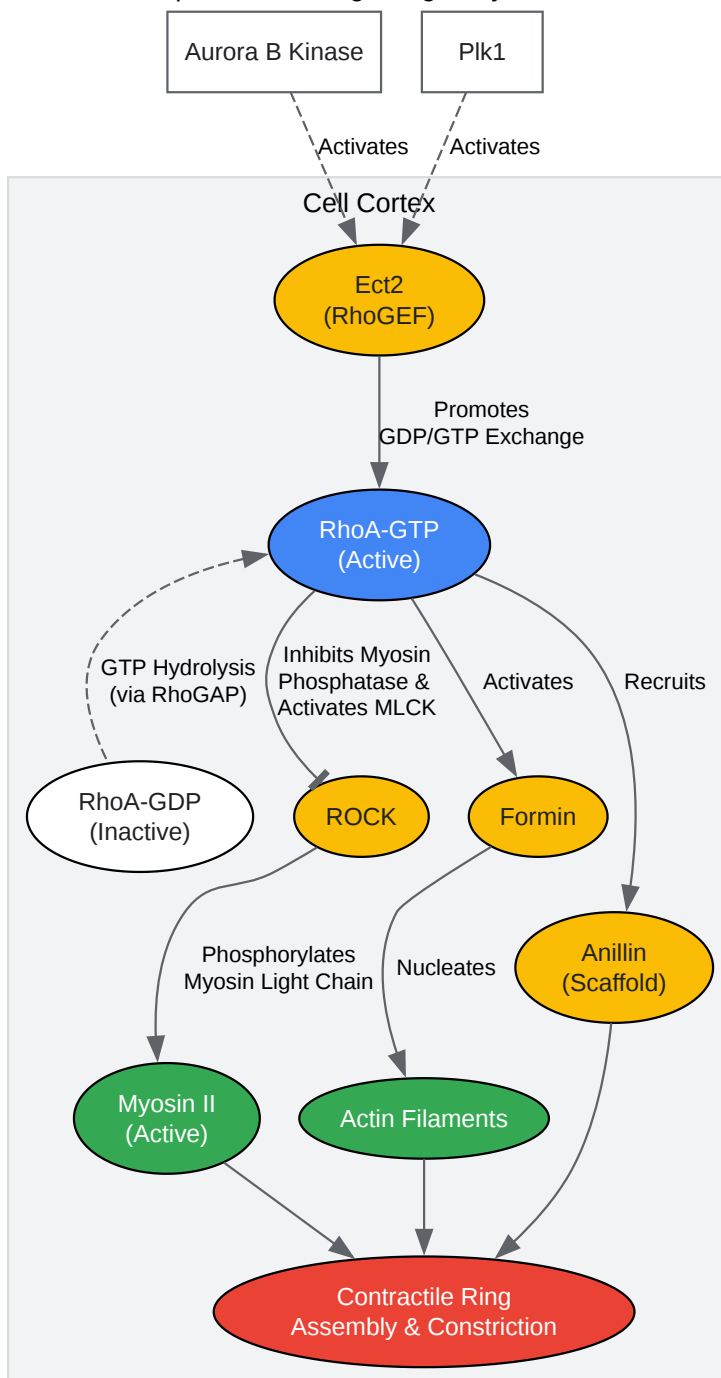 Aurora B Kinase
Plk1
Activates
Activates
Cell Cortex
Ect2
(RhoGEF)
Promotes
GDP/GTP Exchange
RhoA-GTP
(Active)
GTP Hydrolysis
(via RhoGAP)
Inhibits Myosin
Phosphatase &
Activates MLCK
Activates
Recruits
RhoA-GDP
(Inactive)
ROCK
Formin
Phosphorylates
Myosin Light Chain
Nucleates
Anillin
(Scaffold)
Myosin II
(Active)
Actin Filaments
Contractile Ring
Assembly & Constriction